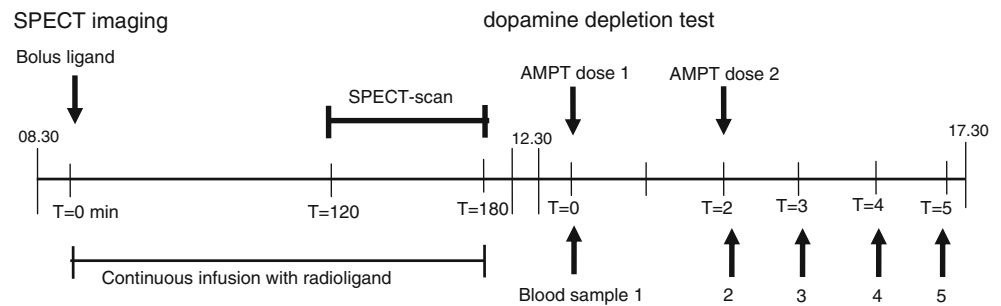 SPECT imaging
dopamine depletion test
Bolus ligand
AMPT dose 1
AMPT dose 2
SPECT-scan
08.30
12.30
17.30
T=0 min
T=120
T=180
T=0
T=2
T=3
T=4
T=5
Continuous infusion with radioligand
Blood sample 1
2
3
4
5